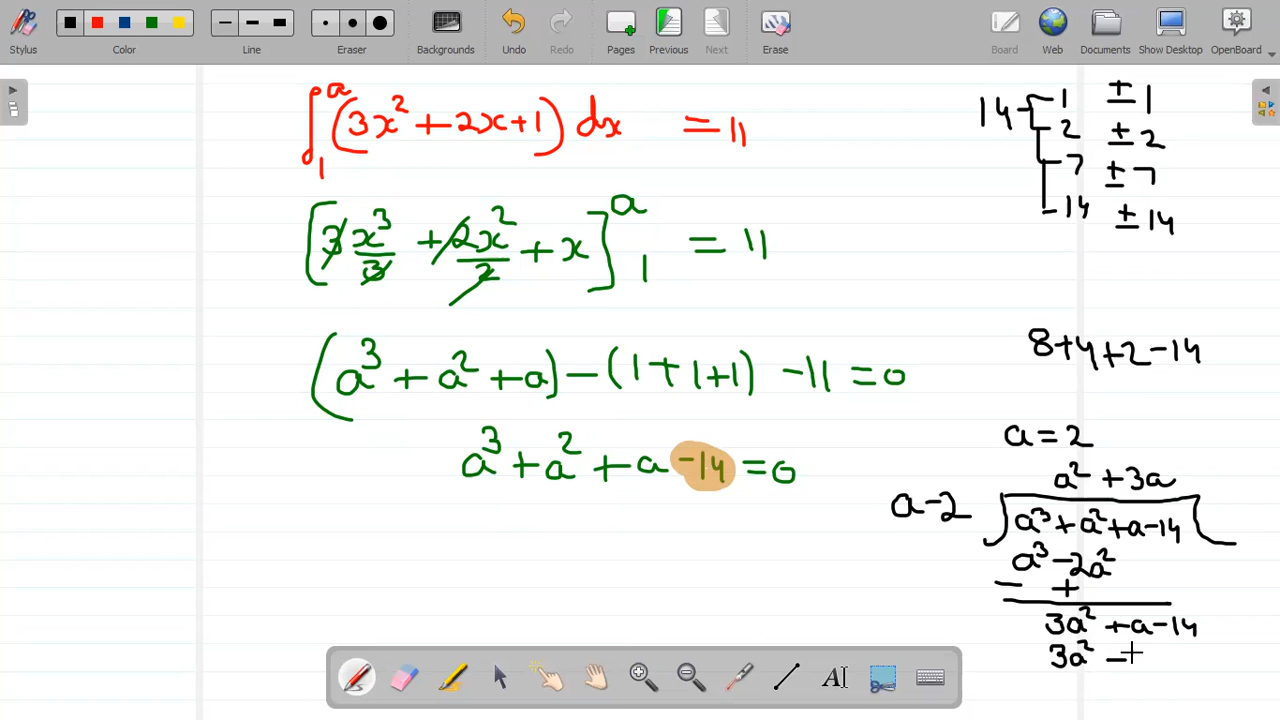 Stylus Color Line Eraser Backgrounds Undo Redo Pages Previous Next Erase Board Web Documents Show Desktop OpenBoard
∫₁ᵃ (3x² + 2x + 1) dx = 11
[3x³/3 + 2x²/2 + x]₁ᵃ = 11
(a³ + a² + a) - (1 + 1 + 1) - 11 = 0
a³ + a² + a - 14 = 0
14 1 ± 1
2 ± 2
7 ± 7
14 ± 14
8 + 4 + 2 - 14
a = 2
a² + 3a
a - 2 a³ + a² + a - 14
a³ - 2a²
- +
3a² + a - 14
3a² -
AI